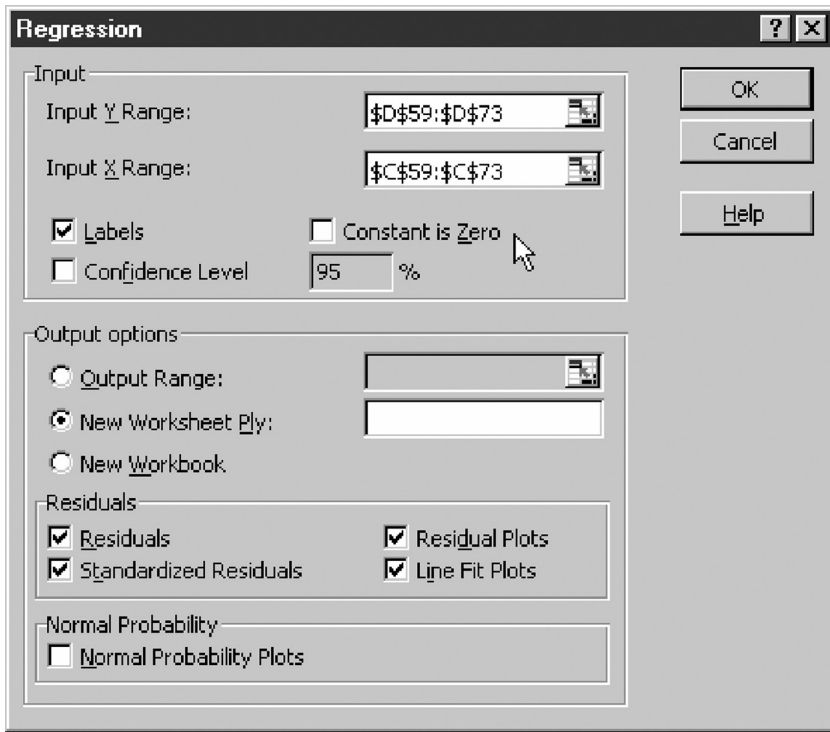 Regression
Input
Input Y Range: $D$59:$D$73
Input X Range: $C$59:$C$73
Labels Constant is Zero
Confidence Level 95 %
OK
Cancel
Help
Output options
Output Range:
New Worksheet Ply:
New Workbook
Residuals
Residuals Residual Plots
Standardized Residuals Line Fit Plots
Normal Probability
Normal Probability Plots